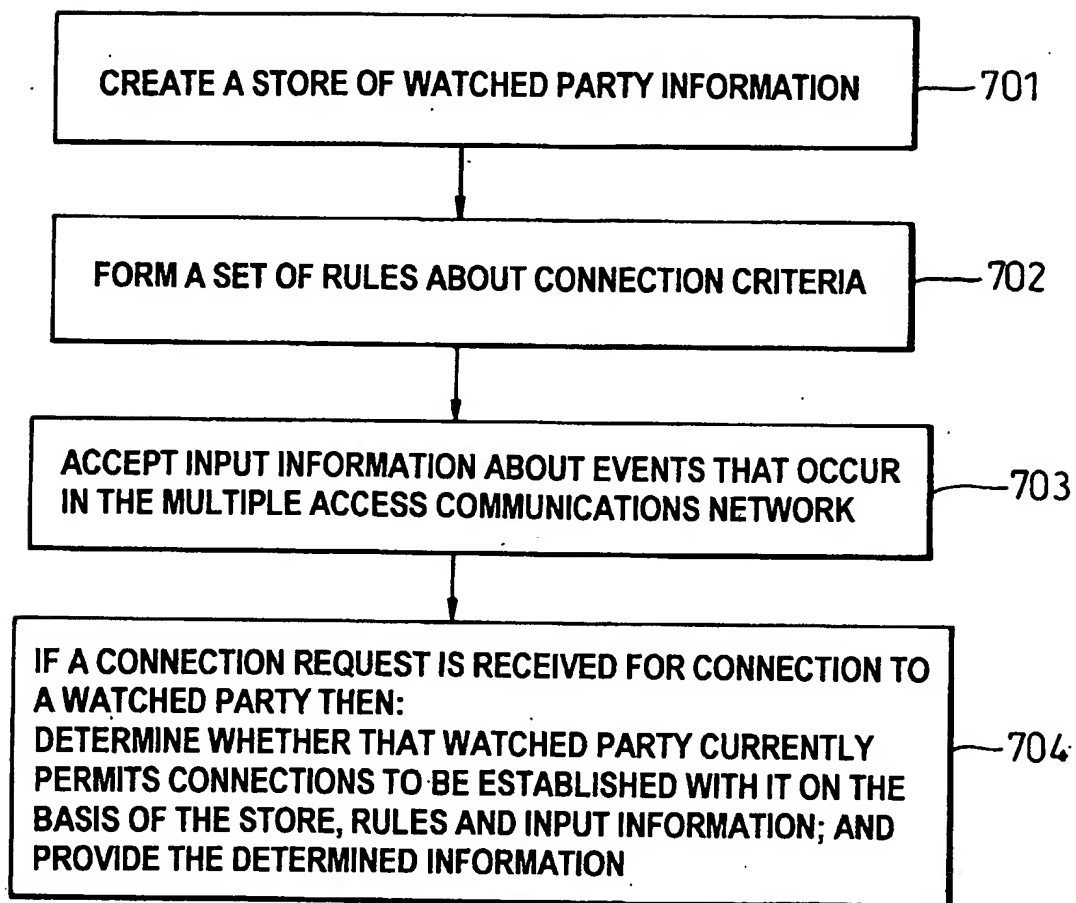 CREATE A STORE OF WATCHED PARTY INFORMATION
701
FORM A SET OF RULES ABOUT CONNECTION CRITERIA
702
ACCEPT INPUT INFORMATION ABOUT EVENTS THAT OCCUR
IN THE MULTIPLE ACCESS COMMUNICATIONS NETWORK
703
IF A CONNECTION REQUEST IS RECEIVED FOR CONNECTION TO
A WATCHED PARTY THEN:
DETERMINE WHETHER THAT WATCHED PARTY CURRENTLY
PERMITS CONNECTIONS TO BE ESTABLISHED WITH IT ON THE
BASIS OF THE STORE, RULES AND INPUT INFORMATION; AND
PROVIDE THE DETERMINED INFORMATION
704